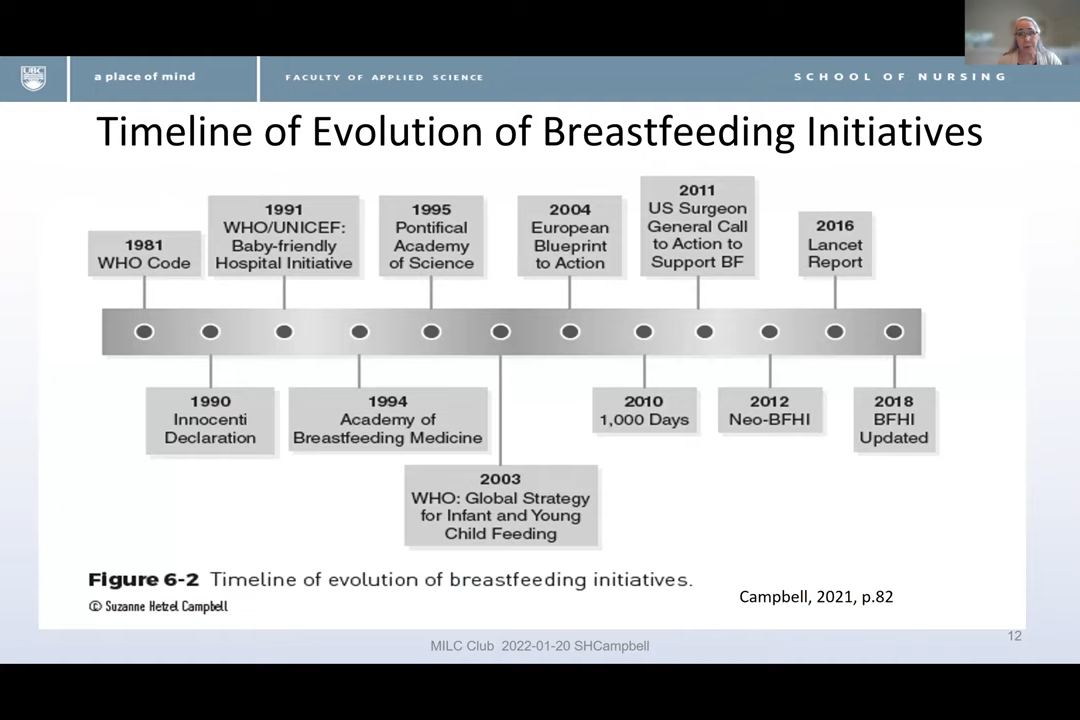 UBC
a place of mind
FACULTY OF APPLIED SCIENCE
SCHOOL OF NURSING
Timeline of Evolution of Breastfeeding Initiatives
1981
WHO Code
1991
WHO/UNICEF:
Baby-friendly
Hospital Initiative
1995
Pontifical
Academy
of Science
2004
European
Blueprint
to Action
2011
US Surgeon
General Call
to Action to
Support BF
2016
Lancet
Report
1990
Innocenti
Declaration
1994
Academy of
Breastfeeding Medicine
2003
WHO: Global Strategy
for Infant and Young
Child Feeding
2010
1,000 Days
2012
Neo-BFHI
2018
BFHI
Updated
Figure 6-2 Timeline of evolution of breastfeeding initiatives.
© Suzanne Hetzel Campbell
Campbell, 2021, p.82
MILC Club 2022-01-20 SHCampbell
12